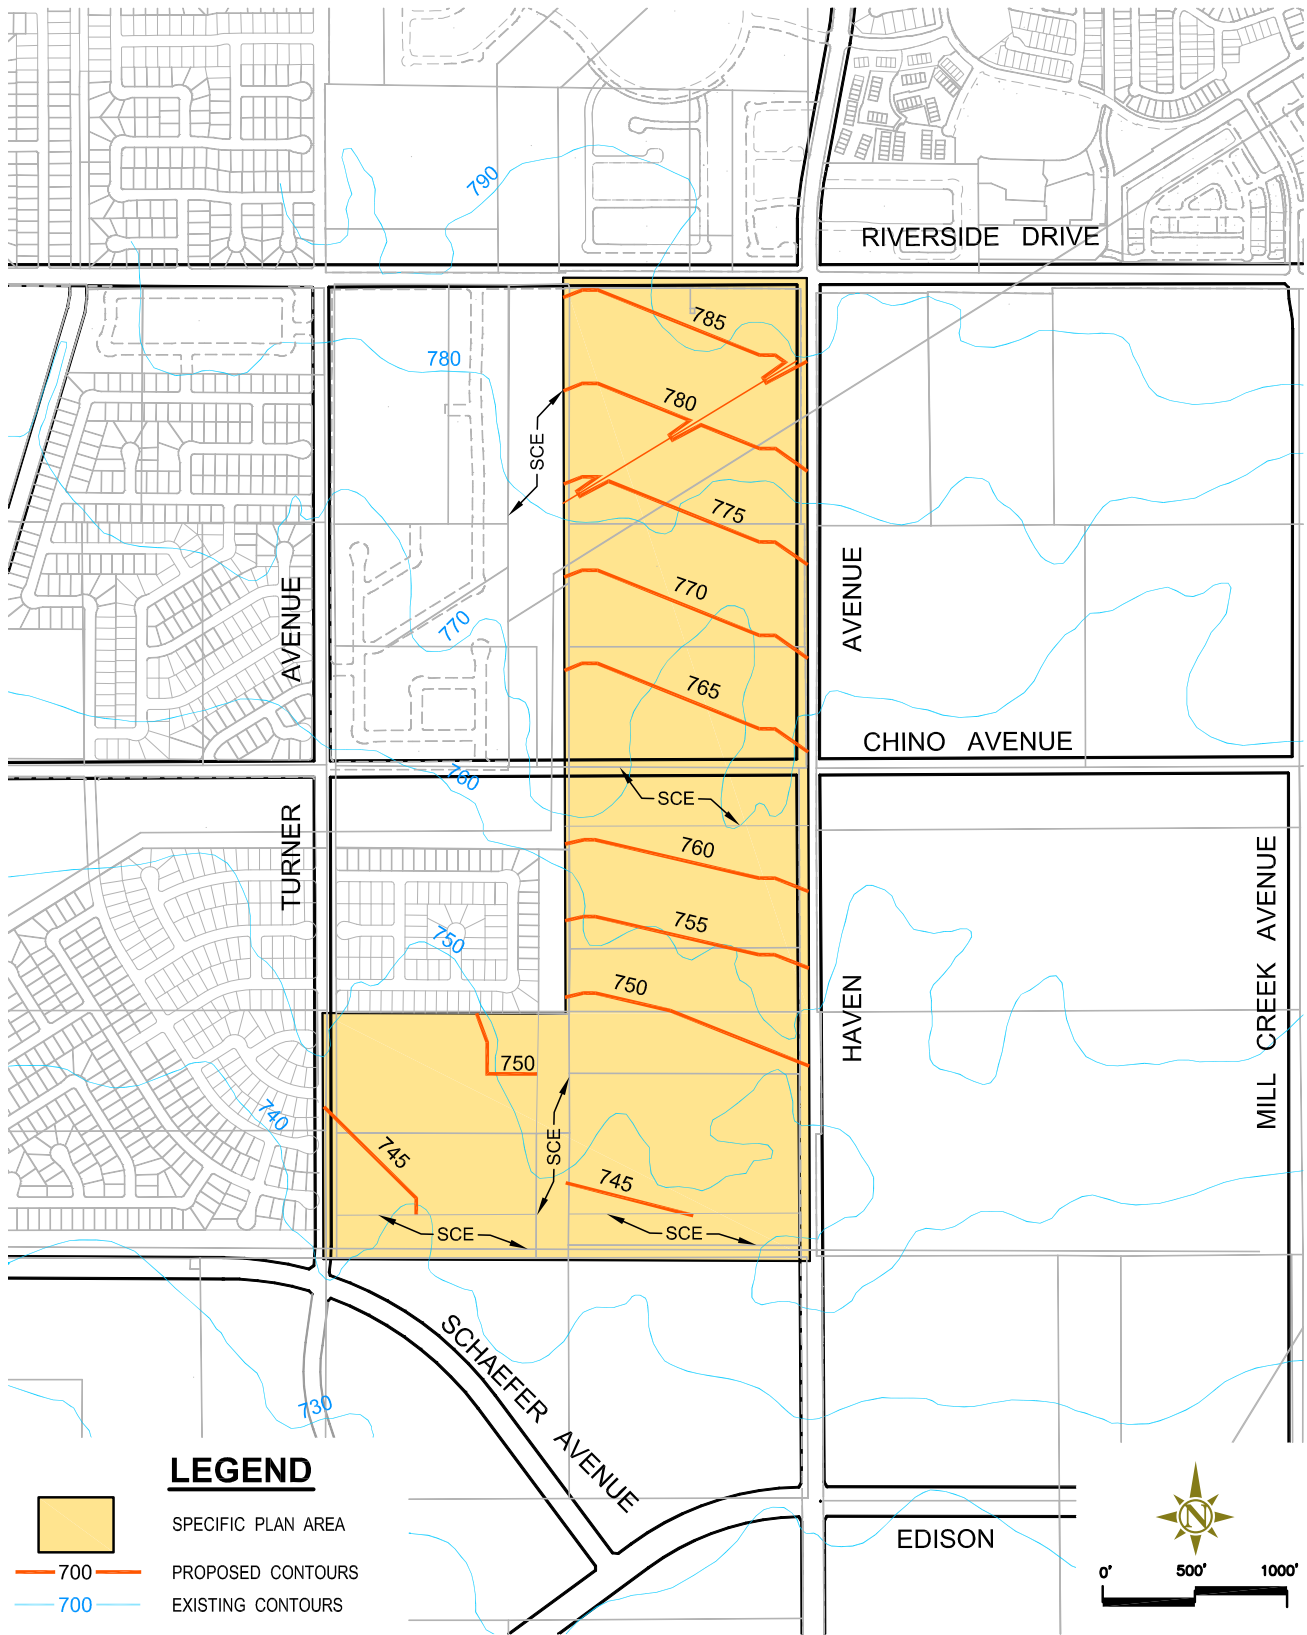 790
RIVERSIDE DRIVE
785
780
780
SCE
775
AVENUE
AVENUE
770
770
765
CHINO AVENUE
760
SCE
TURNER
760
MILL CREEK AVENUE
755
750
HAVEN
750
750
740
745
SCE
745
SCE
SCE
SCHAEFER AVENUE
730
LEGEND
SPECIFIC PLAN AREA
700 PROPOSED CONTOURS
700 EXISTING CONTOURS
EDISON
N
0' 500' 1000'